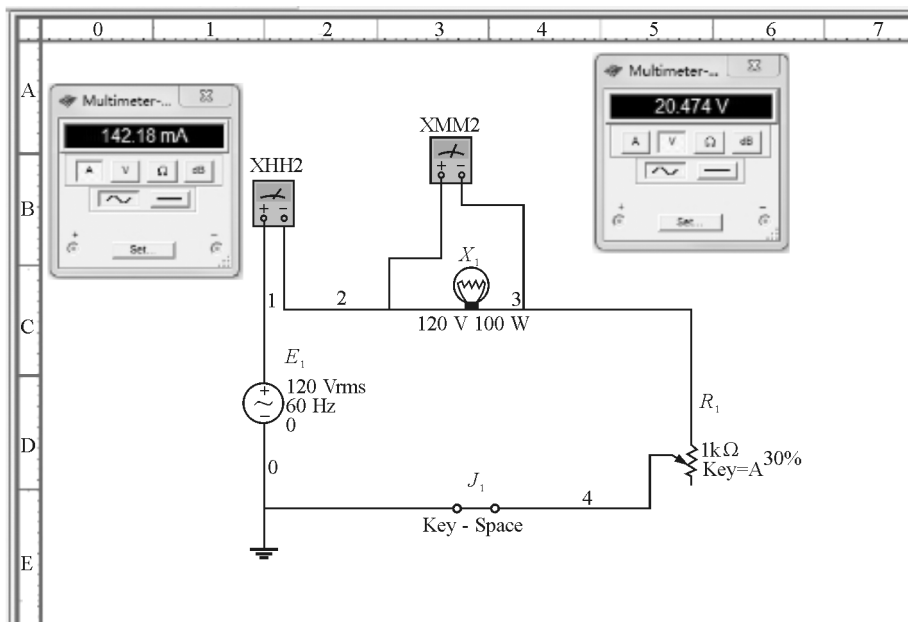 0 1 2 3 4 5 6 7
A
B
C
D
E
Multimeter-...
142.18 mA
A V Ω dB
+ −
Set...
XHH2
+ −
XMM2
+ −
Multimeter-...
20.474 V
A V Ω dB
+ −
Set...
1
2
X1
3
120 V 100 W
E1
+
120 Vrms
60 Hz
−
0
R1
1kΩ
Key=A 30%
0
J1
4
Key - Space